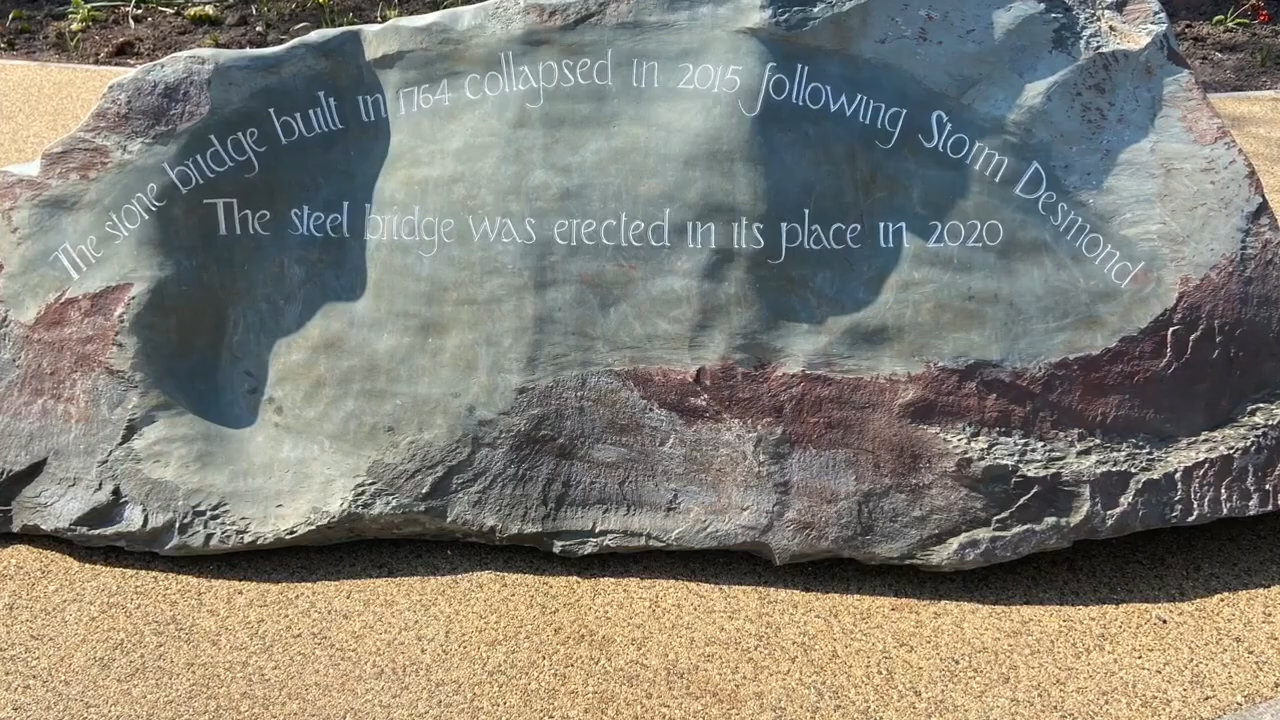 The stone bridge built in 1764 collapsed in 2015 following Storm Desmond
The steel bridge was erected in its place in 2020